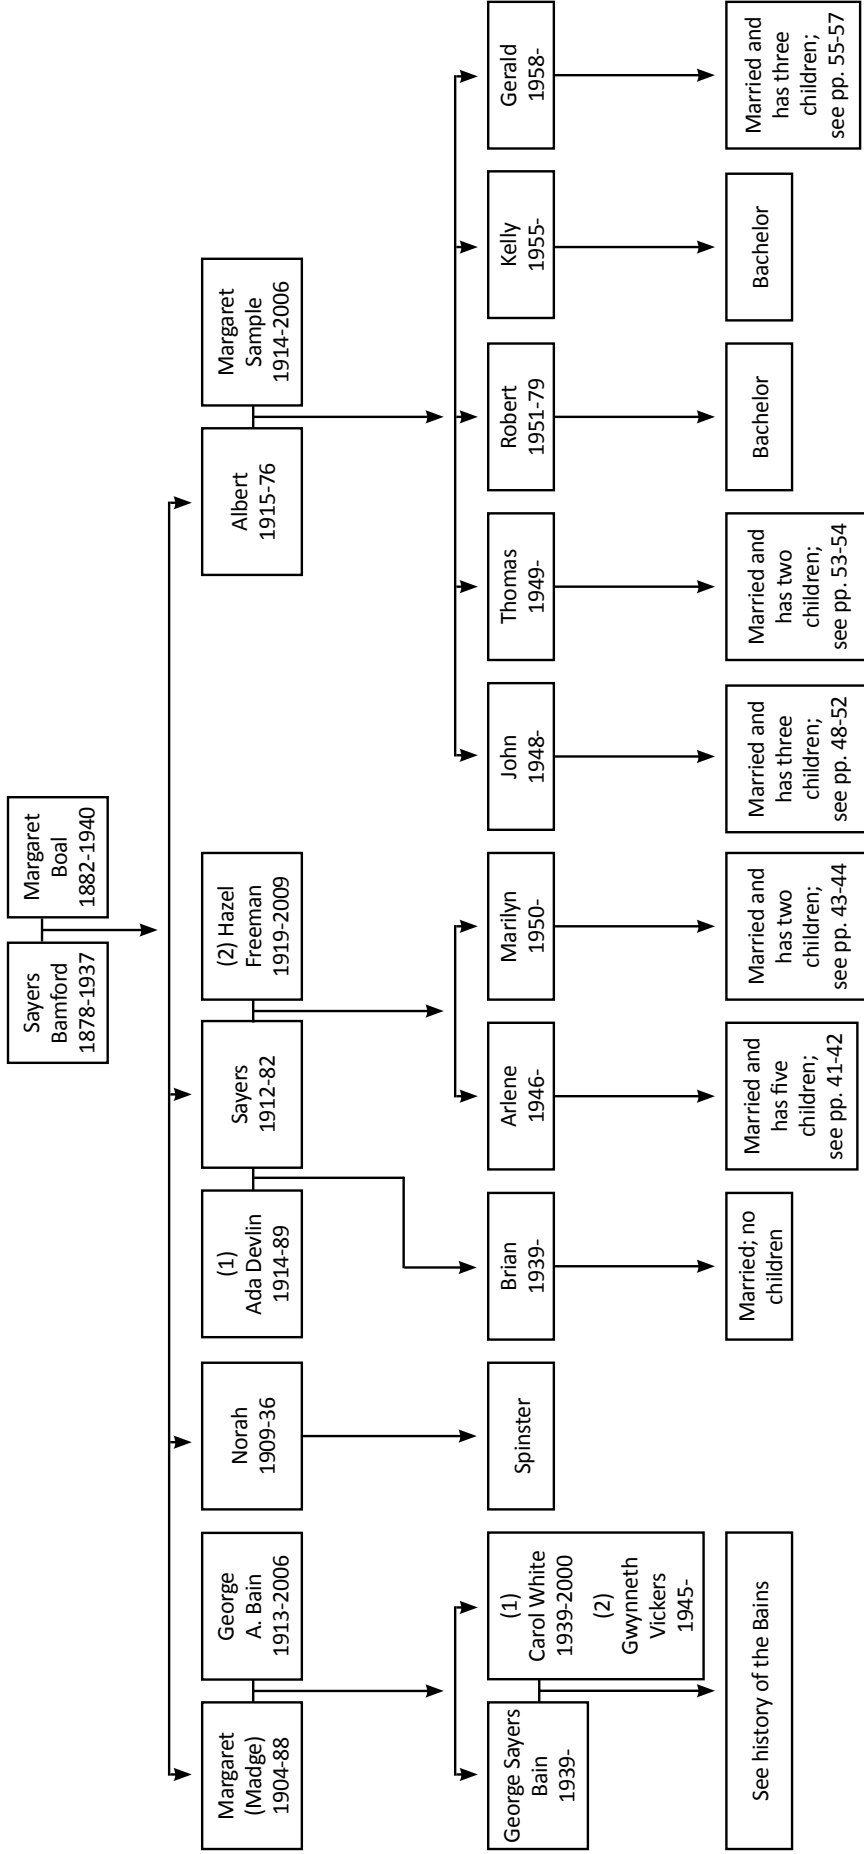 Sayers
Bamford
1878-1937
Margaret
Boal
1882-1940
Margaret
(Madge)
1904-88
George
A. Bain
1913-2006
Norah
1909-36
(1)
Ada Devlin
1914-89
Sayers
1912-82
(2) Hazel
Freeman
1919-2009
Albert
1915-76
Margaret
Sample
1914-2006
George Sayers
Bain
1939-
(1)
Carol White
1939-2000
(2)
Gwynneth
Vickers
1945-
Spinster
Brian
1939-
Arlene
1946-
Marilyn
1950-
John
1948-
Thomas
1949-
Robert
1951-79
Kelly
1955-
Gerald
1958-
See history of the Bains
Married; no
children
Married and
has five
children;
see pp. 41-42
Married and
has two
children;
see pp. 43-44
Married and
has three
children;
see pp. 48-52
Married and
has two
children;
see pp. 53-54
Bachelor
Bachelor
Married and
has three
children;
see pp. 55-57